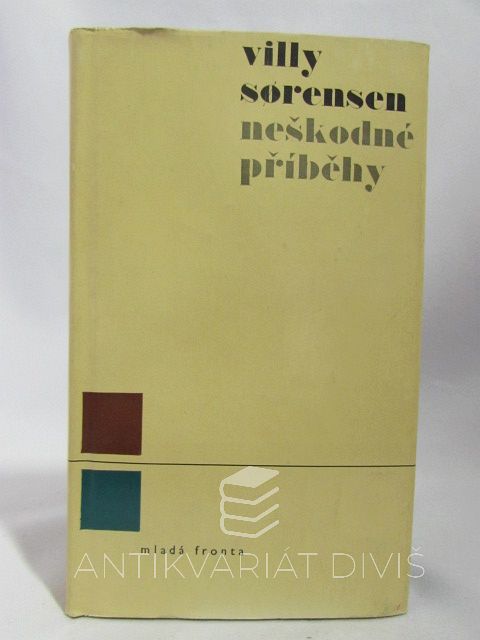 villy
sørensen
neškodné
příběhy
mladá fronta
ANTIKVARIÁT DIVIŠ